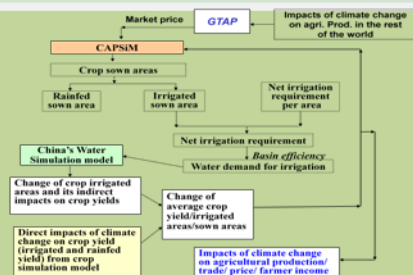 Market price
GTAP
Impacts of climate change
on agri. Prod. in the rest
of the world
CAPSiM
Crop sown areas
Rainfed
sown area
Irrigated
sown area
Net irrigation
requirement
per area
Net irrigation requirement
Basin efficiency
China's Water
Simulation model
Water demand for irrigation
Change of crop irrigated
areas and its indirect
impacts on crop yields
Change of
average crop
yield/irrigated
areas/sown areas
Direct impacts of climate
change on crop yield
(irrigated and rainfed
yield) from crop
simulation model
Impacts of climate change
on agricultural production/
trade/ price/ farmer income